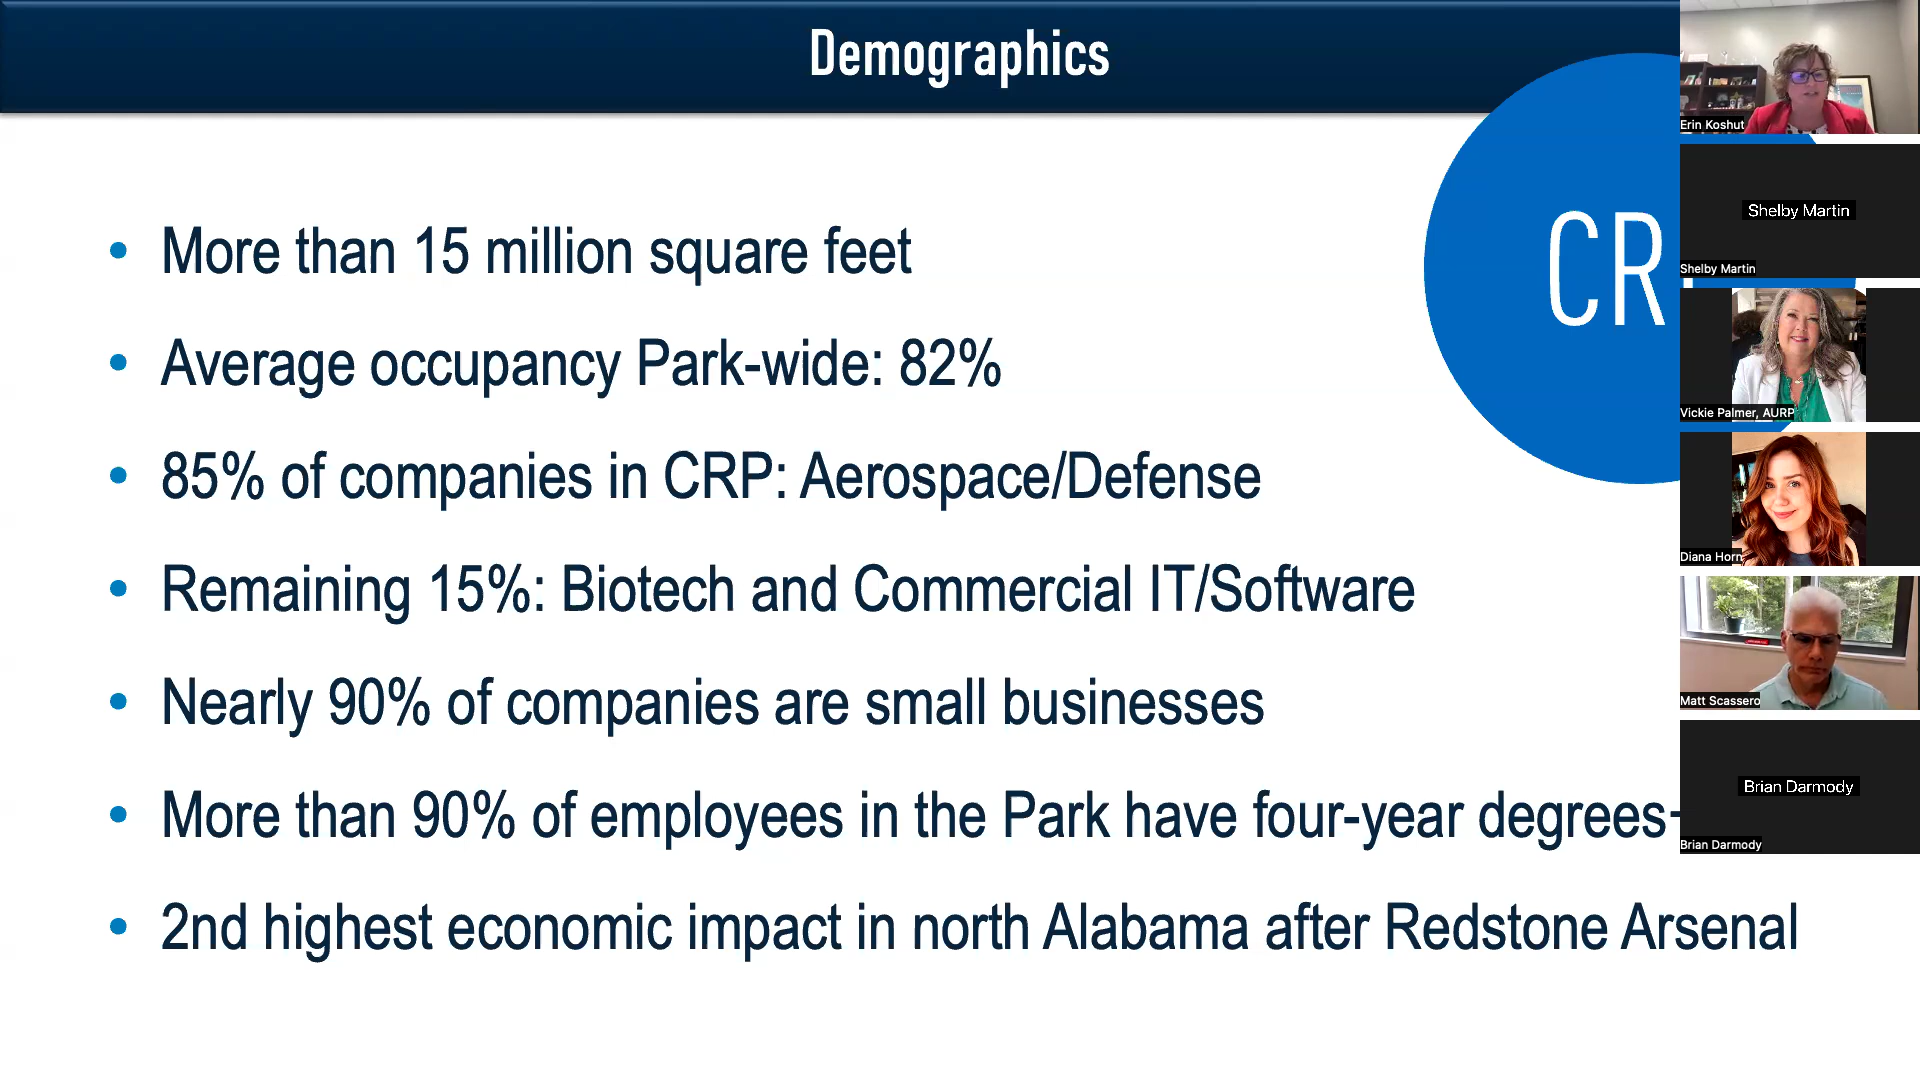 Demographics
CR
• More than 15 million square feet
• Average occupancy Park-wide: 82%
• 85% of companies in CRP: Aerospace/Defense
• Remaining 15%: Biotech and Commercial IT/Software
• Nearly 90% of companies are small businesses
• More than 90% of employees in the Park have four-year degrees
• 2nd highest economic impact in north Alabama after Redstone Arsenal
Erin Koshut
Shelby Martin
Shelby Martin
Vickie Palmer, AURP
Diana Horn
Matt Scassero
Brian Darmody
Brian Darmody